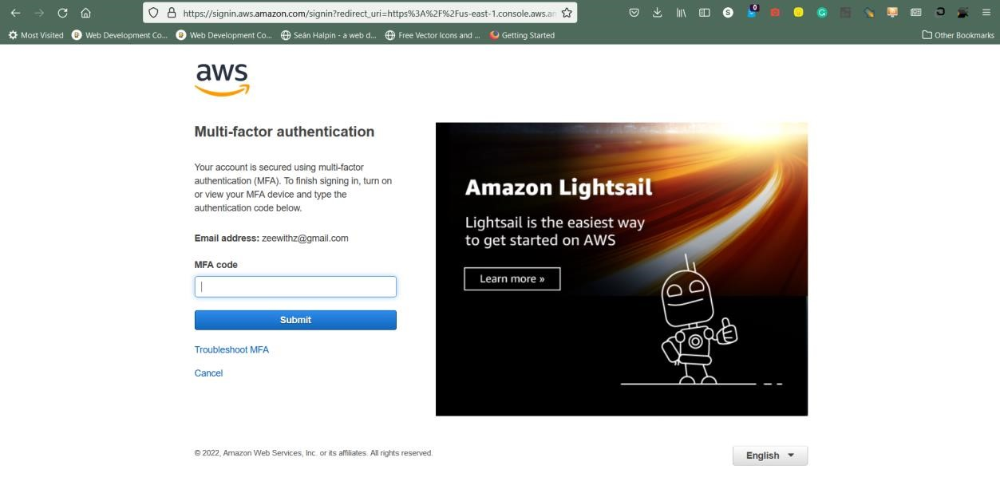 https://signin.aws.amazon.com/signin?redirect_uri=https%3A%2F%2Fus-east-1.console.aws.an
0
Most Visited
Web Development Co...
Web Development Co...
Seán Halpin - a web d...
Free Vector Icons and ...
Getting Started
Other Bookmarks
aws
Multi-factor authentication
Your account is secured using multi-factor
authentication (MFA). To finish signing in, turn on
or view your MFA device and type the
authentication code below.
Email address: zeewithz@gmail.com
MFA code
Submit
Troubleshoot MFA
Cancel
Amazon Lightsail
Lightsail is the easiest way
to get started on AWS
Learn more »
© 2022, Amazon Web Services, Inc. or its affiliates. All rights reserved.
English